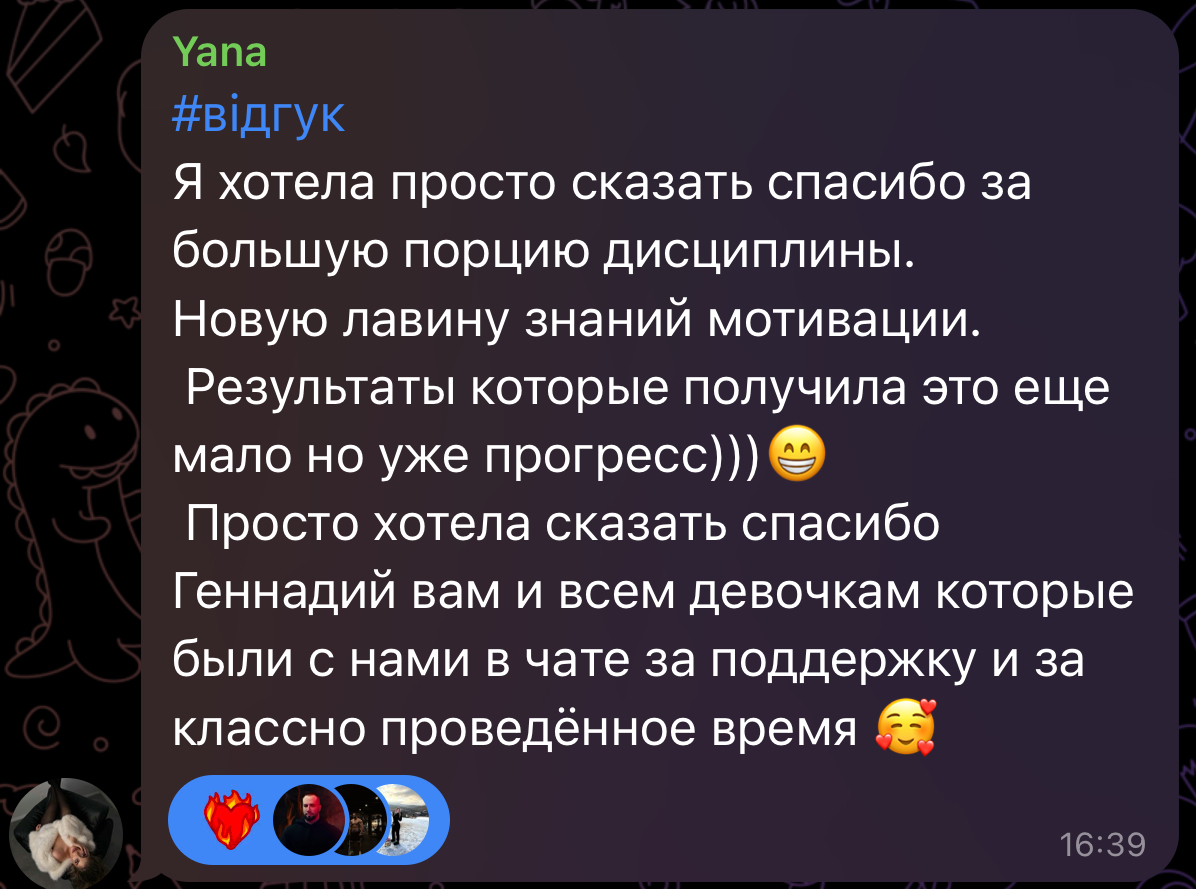 Yana
#відгук
Я хотела просто сказать спасибо за
большую порцию дисциплины.
Новую лавину знаний мотивации.
Результаты которые получила это еще
мало но уже прогресс)))😁
Просто хотела сказать спасибо
Геннадий вам и всем девочкам которые
были с нами в чате за поддержку и за
классно проведённое время 🥰
16:39